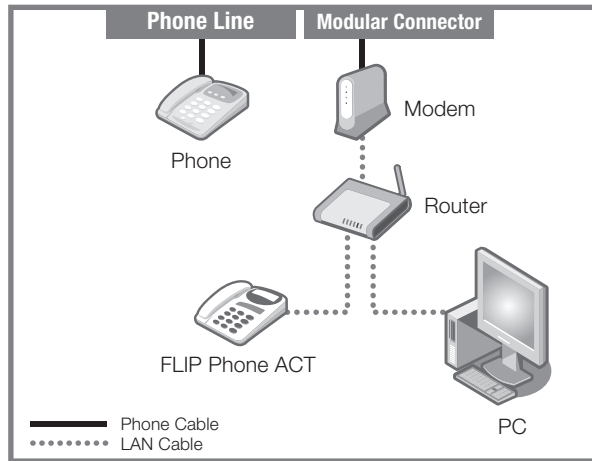 Phone Line
Modular Connector
Modem
Phone
Router
FLIP Phone ACT
PC
Phone Cable
LAN Cable